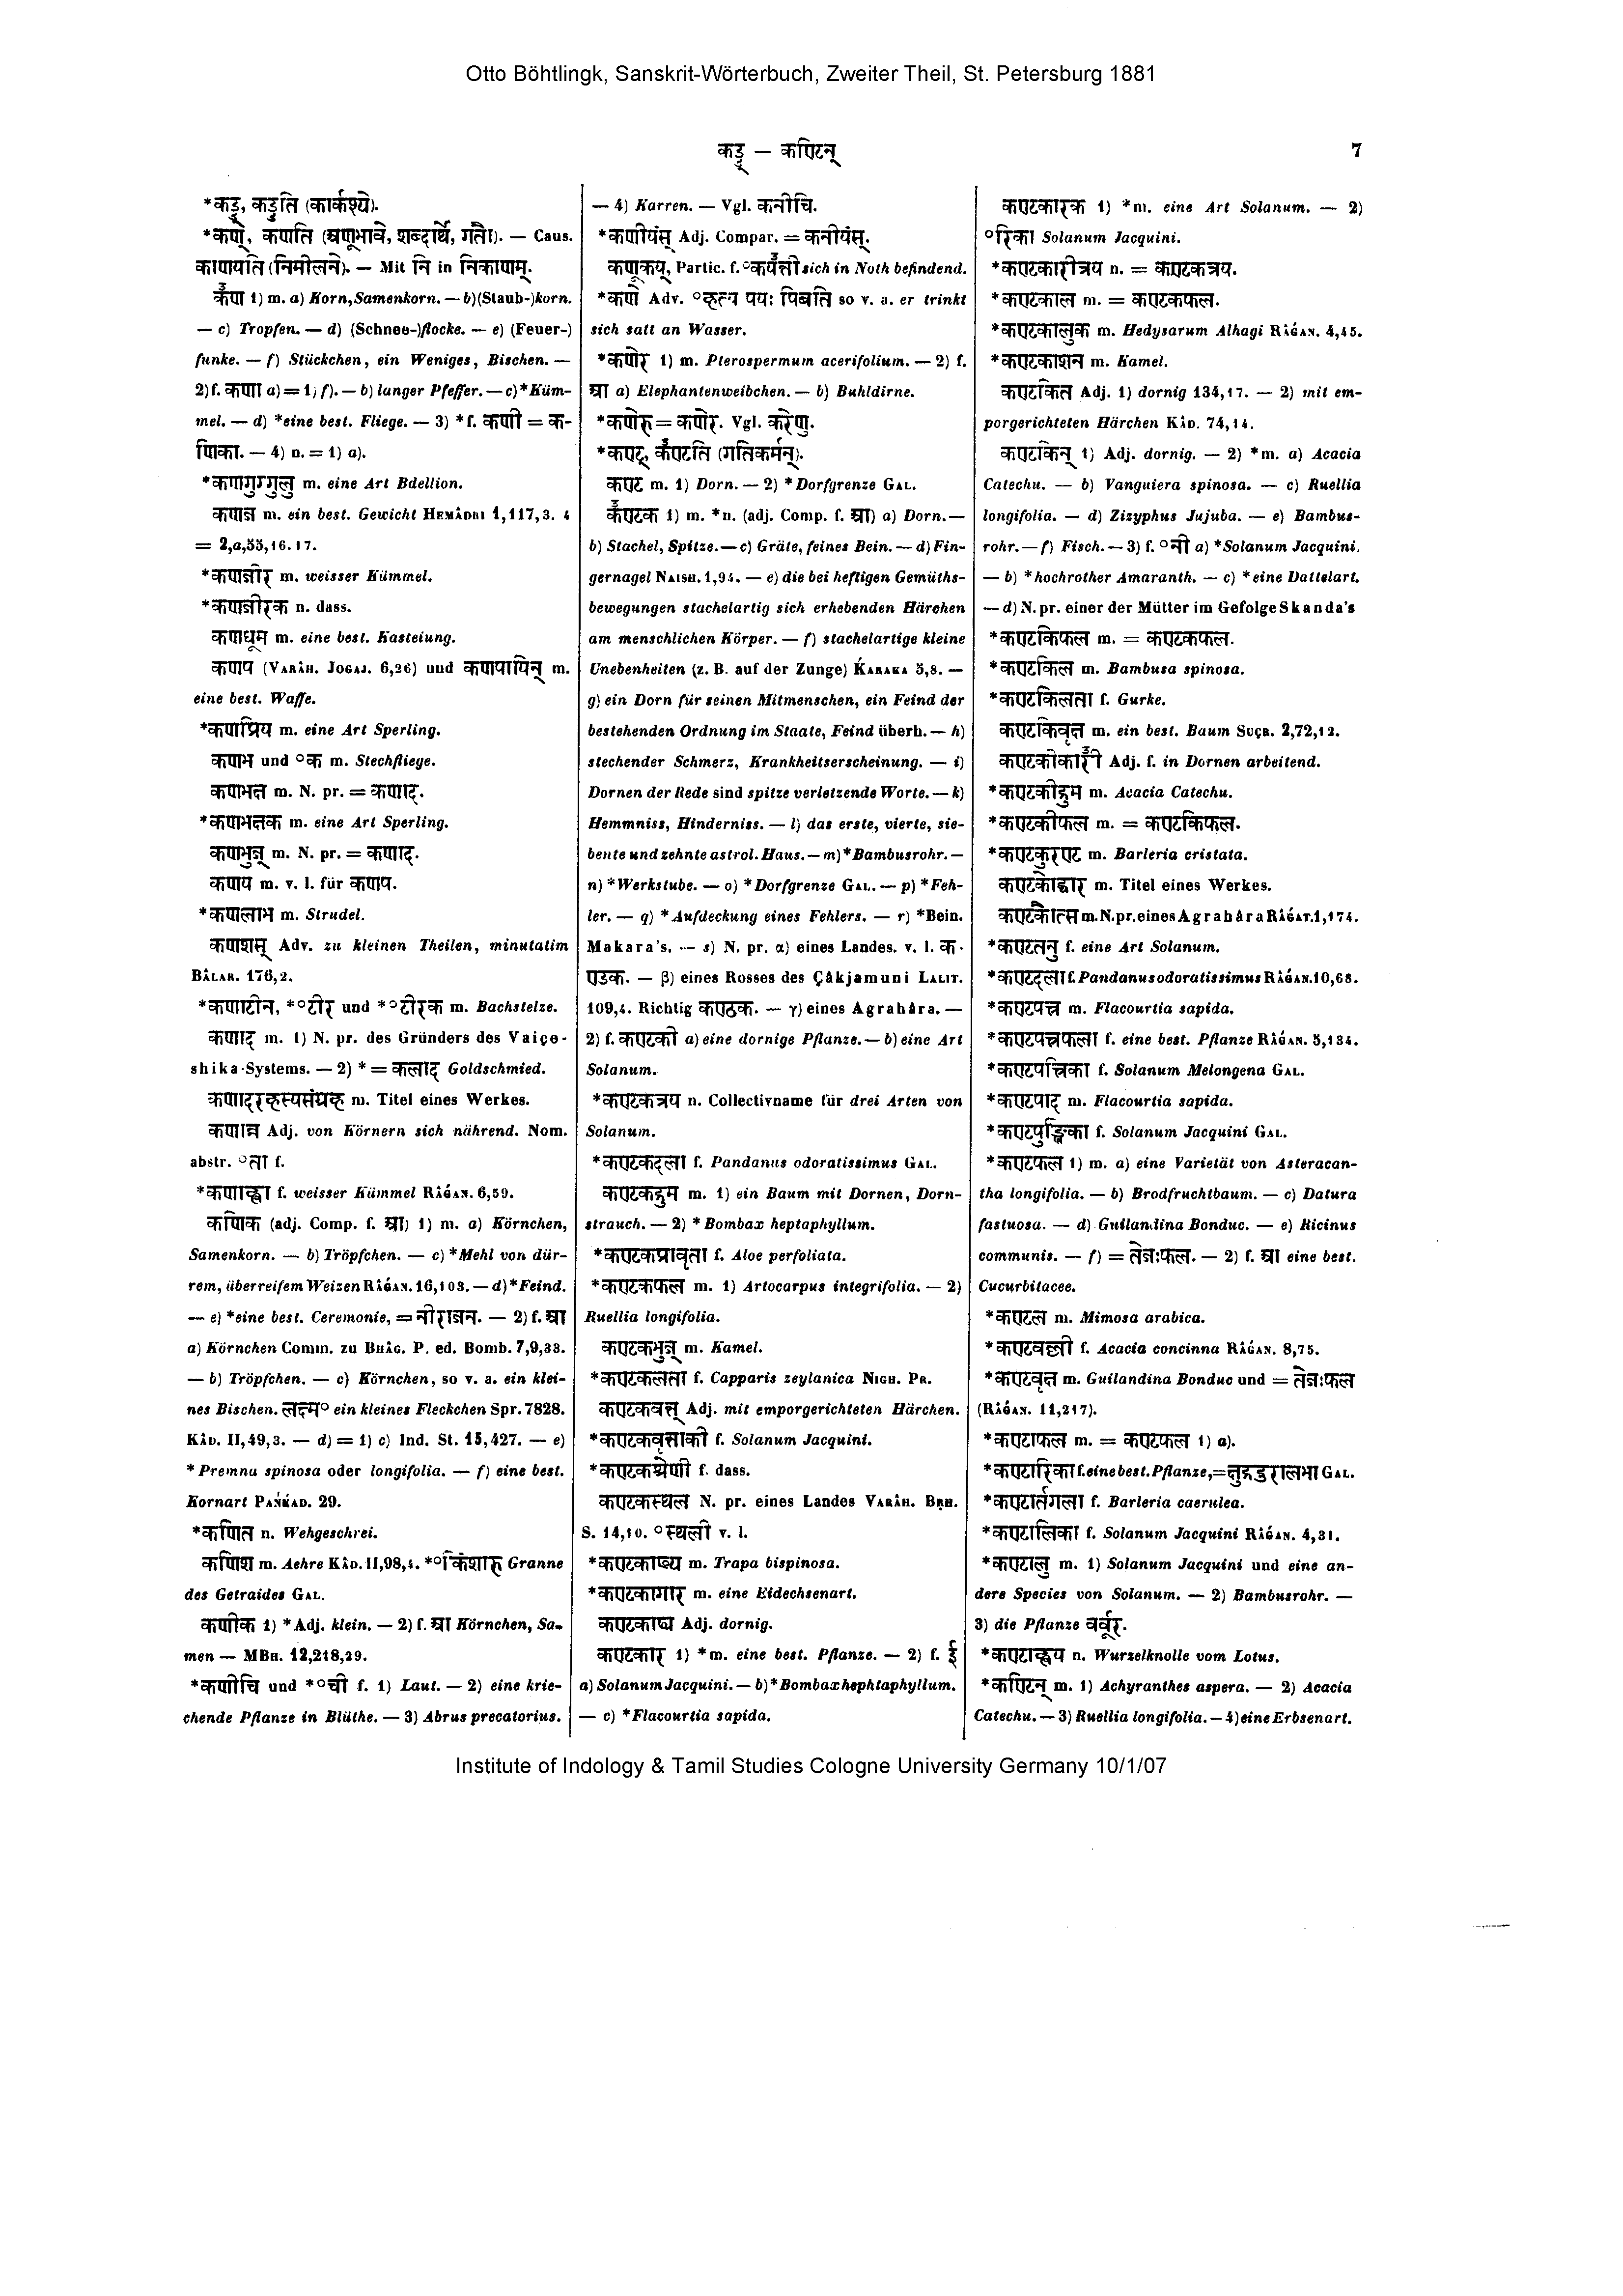 Otto Böhtlingk, Sanskrit-Wörterbuch, Zweiter Theil, St. Petersburg 1881
कड्ड् — कण्टिन्
7
*कड्ड्, कड्डति (कार्कश्ये).
*कण्, कणति (अणूभावे, शब्दार्थे, गतौ). — Caus.
काणयति (निमीलने). — Mit नि in निकाणम्.
कण 1) m. a) Korn, Samenkorn. — b) (Staub-)korn.
— c) Tropfen. — d) (Schnee-)flocke. — e) (Feuer-)
funke. — f) Stückchen, ein Weniges, Bischen. —
2) f. कणा a) = 1) f). — b) langer Pfeffer. — c) *Küm-
mel. — d) *eine best. Fliege. — 3) *f. कणी = क-
णिका. — 4) n. = 1) a).
*कणगुग्गुलु m. eine Art Bdellion.
कणज m. ein best. Gewicht Hemâdri 1,117,3. 4
= 2,a,55,16.17.
*कणजीर m. weisser Kümmel.
*कणजीरक n. dass.
कणधूम m. eine best. Kasteiung.
कणप (Varâh. Jogaj. 6,26) und कणपायिन् m.
eine best. Waffe.
*कणप्रिय m. eine Art Sperling.
कणभ und °क m. Stechfliege.
कणभक्ष m. N. pr. = कणाद.
*कणभक्षक m. eine Art Sperling.
कणभुज् m. N. pr. = कणाद.
कणय m. v. l. für कणप.
*कणलाभ m. Strudel.
कणशस् Adv. zu kleinen Theilen, minutatim
Bâlar. 176,2.
*कणाटीन, *°टीर und *°टीरक m. Bachstelze.
कणाद m. 1) N. pr. des Gründers des Vaiçe-
shika-Systems. — 2) * = कलाद Goldschmied.
कणादरहस्यसंग्रह m. Titel eines Werkes.
कणान्न Adj. von Körnern sich nährend. Nom.
abstr. °ता f.
*कणाह्वा f. weisser Kümmel Râǵan. 6,59.
कणिक (adj. Comp. f. आ) 1) m. a) Körnchen,
Samenkorn. — b) Tröpfchen. — c) *Mehl von dür-
rem, überreifem Weizen Râǵan. 16,103. — d) *Feind.
— e) *eine best. Ceremonie, = नीराजन. — 2) f. आ
a) Körnchen Comm. zu Bhâg. P. ed. Bomb. 7,9,33.
— b) Tröpfchen. — c) Körnchen, so v. a. ein klei-
nes Bischen. लक्ष्म° ein kleines Fleckchen Spr. 7828.
Kâd. II,49,3. — d) = 1) c) Ind. St. 15,427. — e)
* Premna spinosa oder longifolia. — f) eine best.
Kornart Pańḱad. 29.
*कणित n. Wehgeschrei.
कणिश m. Aehre Kâd. II,98,4. *°किंशारु Granne
des Getraides Gal.
कणीक 1) *Adj. klein. — 2) f. आ Körnchen, Sa-
men — MBh. 12,218,29.
*कणीचि und *°ची f. 1) Laut. — 2) eine krie-
chende Pflanze in Blüthe. — 3) Abrus precatorius.
— 4) Karren. — Vgl. कनीचि.
*कणीयंस् Adj. Compar. = कनीयंस्.
कणूकय्, Partic. f. °कयन्ती sich in Noth befindend.
*कणे Adv. °हत्य पयः पिबति so v. a. er trinkt
sich satt an Wasser.
*कणेर 1) m. Pterospermum acerifolium. — 2) f.
आ a) Elephantenweibchen. — b) Buhldirne.
*कणेरु = कणेर. Vgl. करेणु.
*कण्ट्, कण्टति (गतिकर्मन्).
कण्ट m. 1) Dorn. — 2) *Dorfgrenze Gal.
कण्टक 1) m. *n. (adj. Comp. f. आ) a) Dorn. —
b) Stachel, Spitze. — c) Gräte, feines Bein. — d) Fin-
gernagel Naish. 1,94. — e) die bei heftigen Gemüths-
bewegungen stachelartig sich erhebenden Härchen
am menschlichen Körper. — f) stachelartige kleine
Unebenheiten (z. B. auf der Zunge) Ḱaraka 5,8. —
g) ein Dorn für seinen Mitmenschen, ein Feind der
bestehenden Ordnung im Staate, Feind überh. — h)
stechender Schmerz, Krankheitserscheinung. — i)
Dornen der Rede sind spitze verletzende Worte. — k)
Hemmniss, Hinderniss. — l) das erste, vierte, sie-
bente und zehnte astrol. Haus. — m) *Bambusrohr. —
n) *Werkstube. — o) *Dorfgrenze Gal. — p) *Feh-
ler. — q) *Aufdeckung eines Fehlers. — r) *Bein.
Makara's. — s) N. pr. α) eines Landes. v. l. क-
ण्डक. — β) eines Rosses des Çâkjamuni Lalit.
109,4. Richtig कण्ठक. — γ) eines Agrahâra. —
2) f. कण्टकी a) eine dornige Pflanze. — b) eine Art
Solanum.
*कण्टकत्रय n. Collectivname für drei Arten von
Solanum.
*कण्टकदला f. Pandanus odoratissimus Gal.
कण्टकद्रुम m. 1) ein Baum mit Dornen, Dorn-
strauch. — 2) *Bombax heptaphyllum.
*कण्टकप्रावृता f. Aloe perfoliata.
*कण्टकफल m. 1) Artocarpus integrifolia. — 2)
Ruellia longifolia.
कण्टकभुज् m. Kamel.
*कण्टकलता f. Capparis zeylanica Nigh. Pr.
कण्टकवत् Adj. mit emporgerichteten Härchen.
*कण्टकवृन्ताकी f. Solanum Jacquini.
*कण्टकश्रेणी f. dass.
कण्टकस्थल N. pr. eines Landes Varâh. Bṛh.
S. 14,10. °स्थली v. l.
*कण्टकाख्य m. Trapa bispinosa.
*कण्टकागार m. eine Eidechsenart.
कण्टकाढ्य Adj. dornig.
कण्टकार 1) *m. eine best. Pflanze. — 2) f. ई
a) Solanum Jacquini. — b) *Bombax hephtaphyllum.
— c) *Flacourtia sapida.
कण्टकारक 1) *m. eine Art Solanum. — 2)
°रिका Solanum Jacquini.
*कण्टकारीत्रय n. = कण्टकत्रय.
*कण्टकाल m. = कण्टकफल.
*कण्टकालुक m. Hedysarum Alhagi Râǵan. 4,45.
*कण्टकाशन m. Kamel.
कण्टकित Adj. 1) dornig 134,17. — 2) mit em-
porgerichteten Härchen Kâd. 74,14.
कण्टकिन् 1) Adj. dornig. — 2) *m. a) Acacia
Catechu. — b) Vanguiera spinosa. — c) Ruellia
longifolia. — d) Zizyphus Jujuba. — e) Bambus-
rohr. — f) Fisch. — 3) f. °नी a) *Solanum Jacquini.
— b) *hochrother Amaranth. — c) *eine Dattelart.
— d) N. pr. einer der Mütter im Gefolge Skanda's
*कण्टकिफल m. = कण्टकफल.
*कण्टकिल m. Bambusa spinosa.
*कण्टकिलता f. Gurke.
कण्टकिवृक्ष m. ein best. Baum Suçr. 2,72,12.
कण्टकीकारी Adj. f. in Dornen arbeitend.
*कण्टकीद्रुम m. Acacia Catechu.
*कण्टकीफल m. = कण्टकिफल.
*कण्टकुरण्ट m. Barleria cristata.
कण्टकोद्धार m. Titel eines Werkes.
कण्टकौत्स m. N. pr. eines Agrahâra Râǵat. 1,174.
*कण्टतनु f. eine Art Solanum.
*कण्टदला f. Pandanus odoratissimus Râǵan. 10,68.
*कण्टपत्त्र m. Flacourtia sapida.
*कण्टपत्त्रफला f. eine best. Pflanze Râǵan. 5,134.
*कण्टपत्त्रिका f. Solanum Melongena Gal.
*कण्टपाद m. Flacourtia sapida.
*कण्टपुङ्खिका f. Solanum Jacquini Gal.
*कण्टफल 1) m. a) eine Varietät von Asteracan-
tha longifolia. — b) Brodfruchtbaum. — c) Datura
fastuosa. — d) Guilandina Bonduc. — e) Ricinus
communis. — f) = तेजःफल. — 2) f. आ eine best.
Cucurbitacee.
*कण्टल m. Mimosa arabica.
*कण्टवल्ली f. Acacia concinna Râǵan. 8,75.
*कण्टवृक्ष m. Guilandina Bonduc und = तेजःफल
(Râǵan. 11,217).
*कण्टाफल m. = कण्टफल 1) a).
*कण्टारिका f. eine best. Pflanze, = Gal.
*कण्टार्तगला f. Barleria caerulea.
*कण्टालिका f. Solanum Jacquini Râǵan. 4,31.
*कण्टालु m. 1) Solanum Jacquini und eine an-
dere Species von Solanum. — 2) Bambusrohr. —
3) die Pflanze वर्वूर.
*कण्टाह्वय n. Wurzelknolle vom Lotus.
*कण्टिन् m. 1) Achyranthes aspera. — 2) Acacia
Catechu. — 3) Ruellia longifolia. — 4) eine Erbsenart.
Institute of Indology & Tamil Studies Cologne University Germany 10/1/07